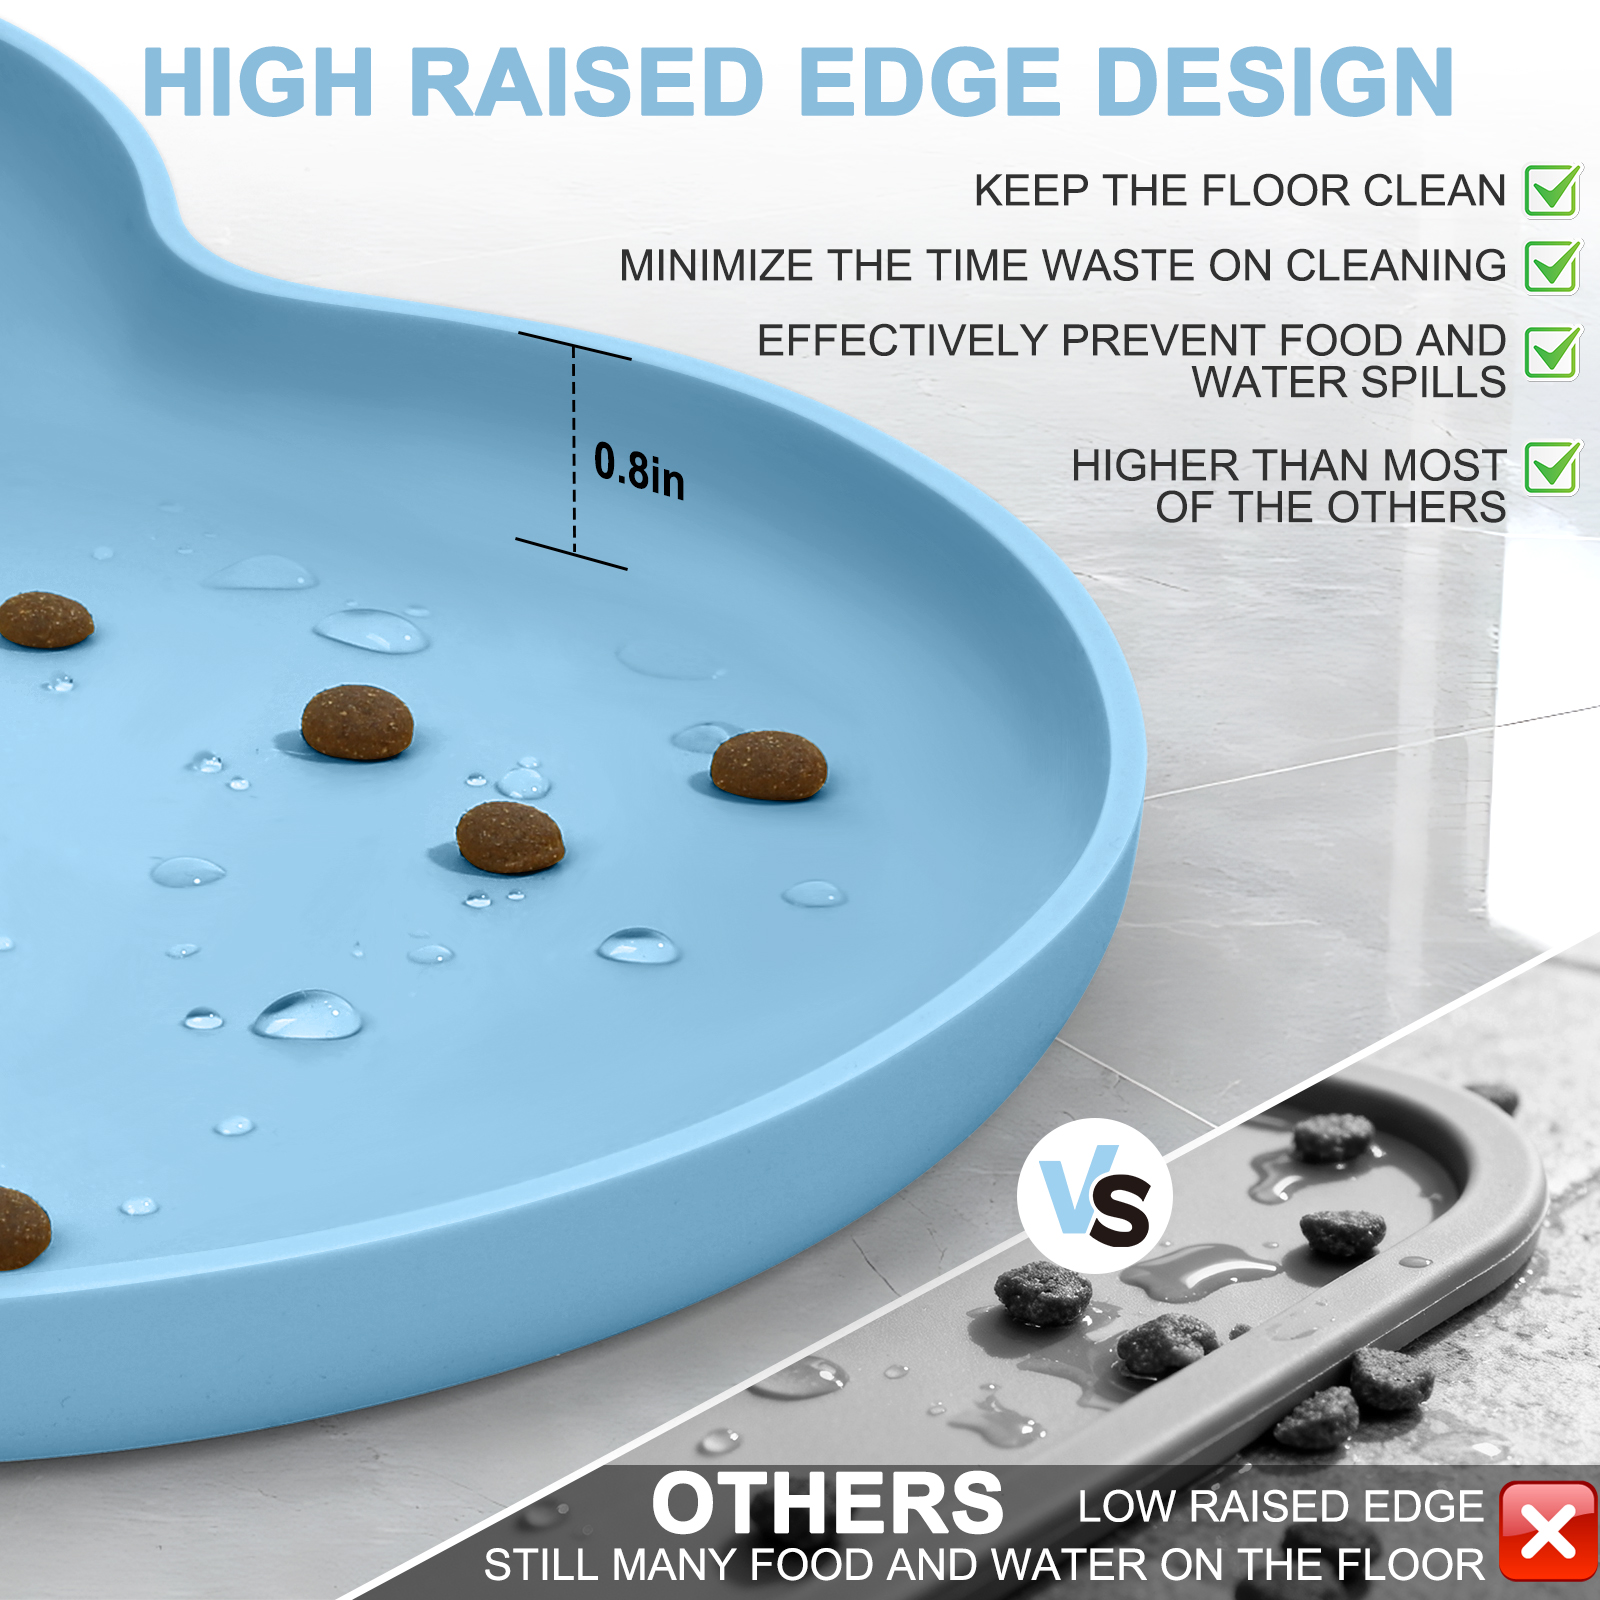 HIGH RAISED EDGE DESIGN
KEEP THE FLOOR CLEAN
MINIMIZE THE TIME WASTE ON CLEANING
EFFECTIVELY PREVENT FOOD AND
WATER SPILLS
HIGHER THAN MOST
OF THE OTHERS
0.8in
VS
OTHERS
LOW RAISED EDGE
STILL MANY FOOD AND WATER ON THE FLOOR